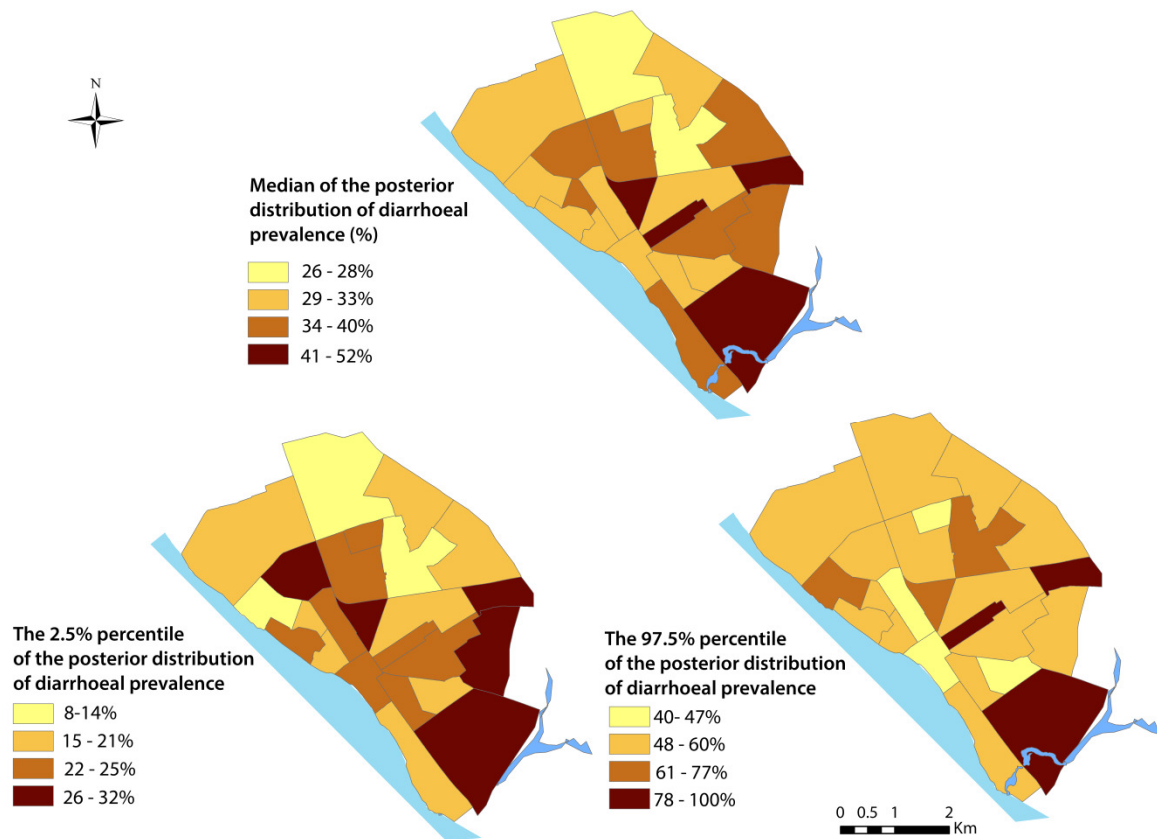 N
Median of the posterior
distribution of diarrhoeal
prevalence (%)
26 - 28%
29 - 33%
34 - 40%
41 - 52%
The 2.5% percentile
of the posterior distribution
of diarrhoeal prevalence
8-14%
15 - 21%
22 - 25%
26 - 32%
The 97.5% percentile
of the posterior distribution
of diarrhoeal prevalence
40- 47%
48 - 60%
61 - 77%
78 - 100%
0 0.5 1 2
Km